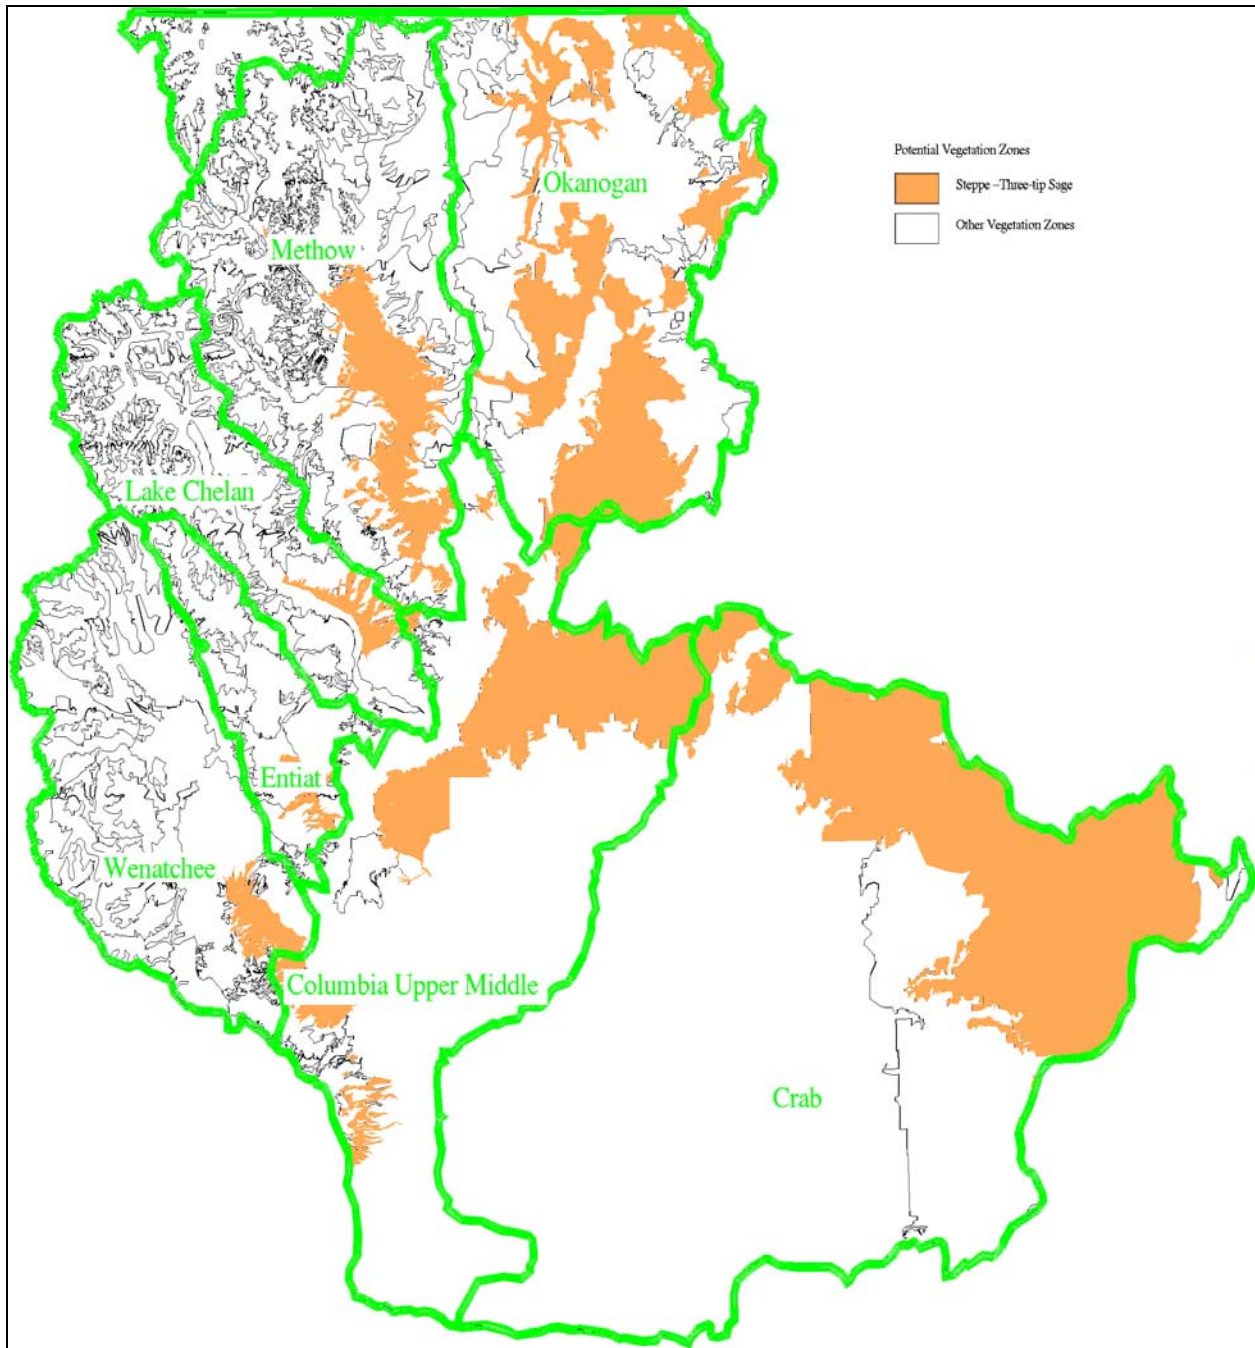 Potential Vegetation Zones
Steppe –Three-tip Sage
Other Vegetation Zones
Okanogan
Methow
Lake Chelan
Entiat
Wenatchee
Columbia Upper Middle
Crab